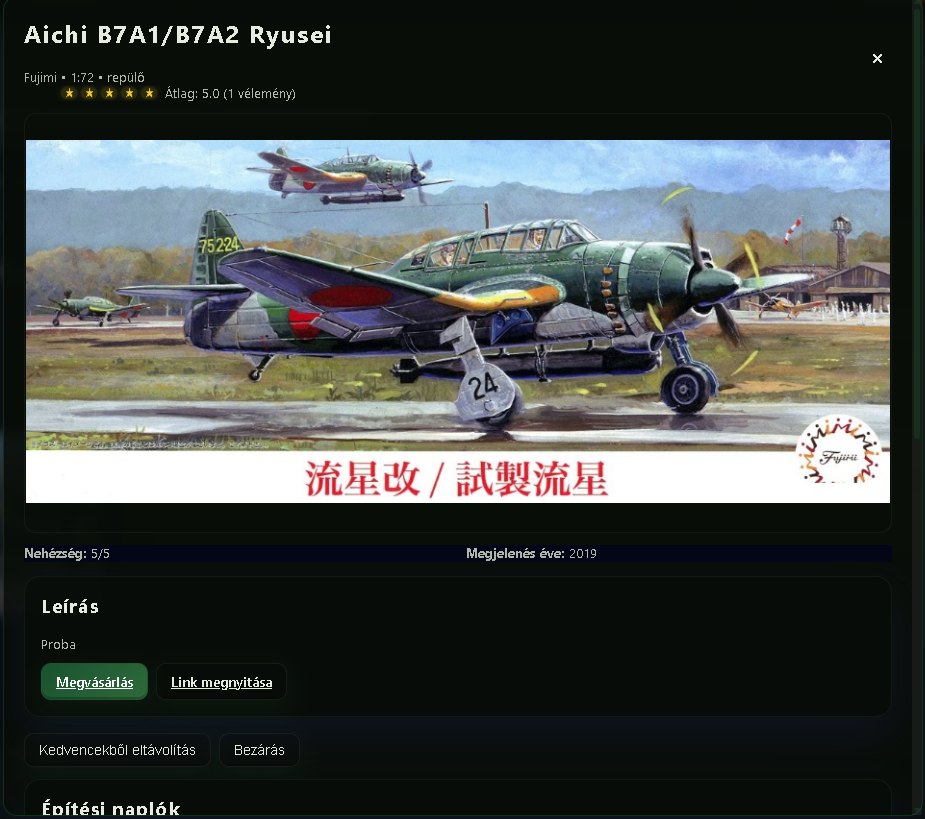 Aichi B7A1/B7A2 Ryusei
×
Fujimi • 1:72 • repülő
★ ★ ★ ★ ★ Átlag: 5.0 (1 vélemény)
75224
24
流星改 / 試製流星
Fujimi
Nehézség: 5/5
Megjelenés éve: 2019
Leírás
Proba
Megvásárlás
Link megnyitása
Kedvencekből eltávolítás
Bezárás
Építési naplók